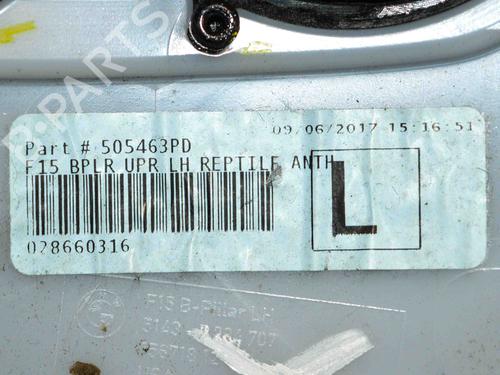 B-PARTS
Part # 505463PD
09/06/2017 15:16:51
F15 BPLR UPR LH REPTILE ANTH
L
028660316
F15 B-Pillar LH